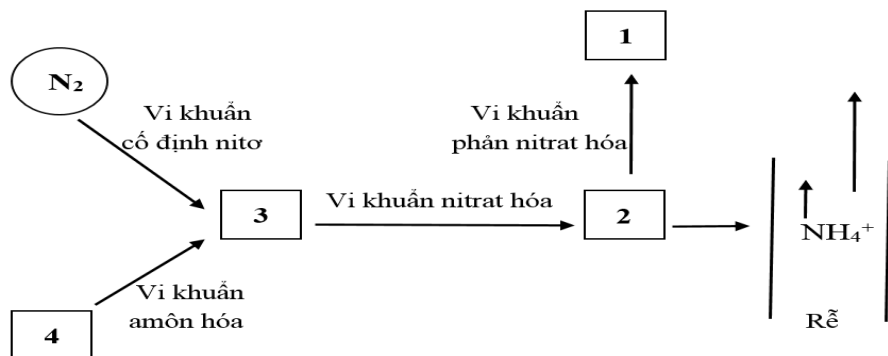 1
N₂
Vi khuẩn
cố định nitơ
Vi khuẩn
phản nitrat hóa
3
Vi khuẩn nitrat hóa
2
NH₄⁺
Vi khuẩn
amôn hóa
4
Rễ